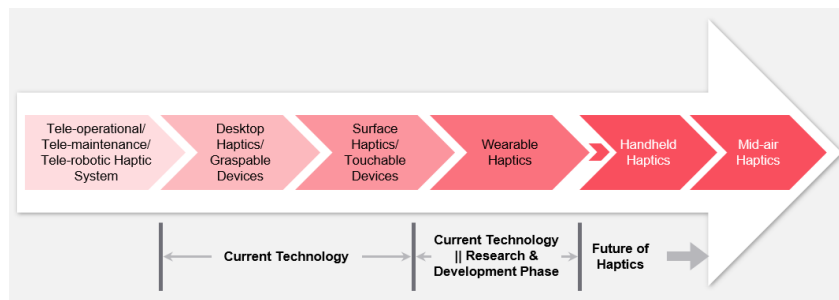 Tele-operational/
Tele-maintenance/
Tele-robotic Haptic
System
Desktop
Haptics/
Graspable
Devices
Surface
Haptics/
Touchable
Devices
Wearable
Haptics
Handheld
Haptics
Mid-air
Haptics
Current Technology
Current Technology
|| Research &
Development Phase
Future of
Haptics